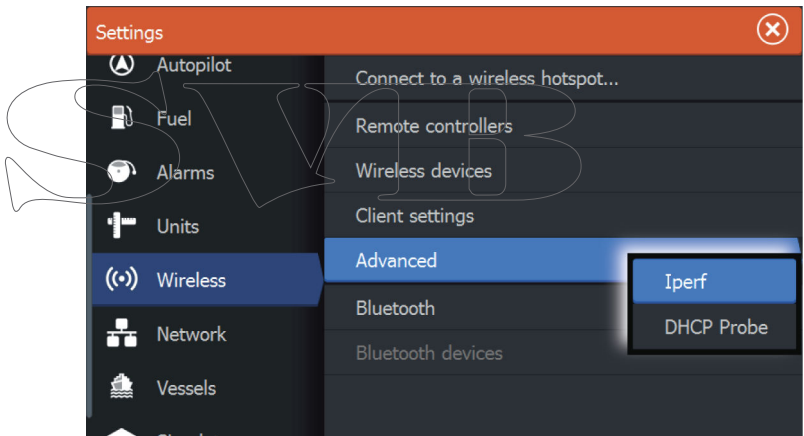 Settings
Autopilot
Fuel
Alarms
Units
Wireless
Network
Vessels
Connect to a wireless hotspot...
Remote controllers
Wireless devices
Client settings
Advanced
Bluetooth
Bluetooth devices
Iperf
DHCP Probe
SVB